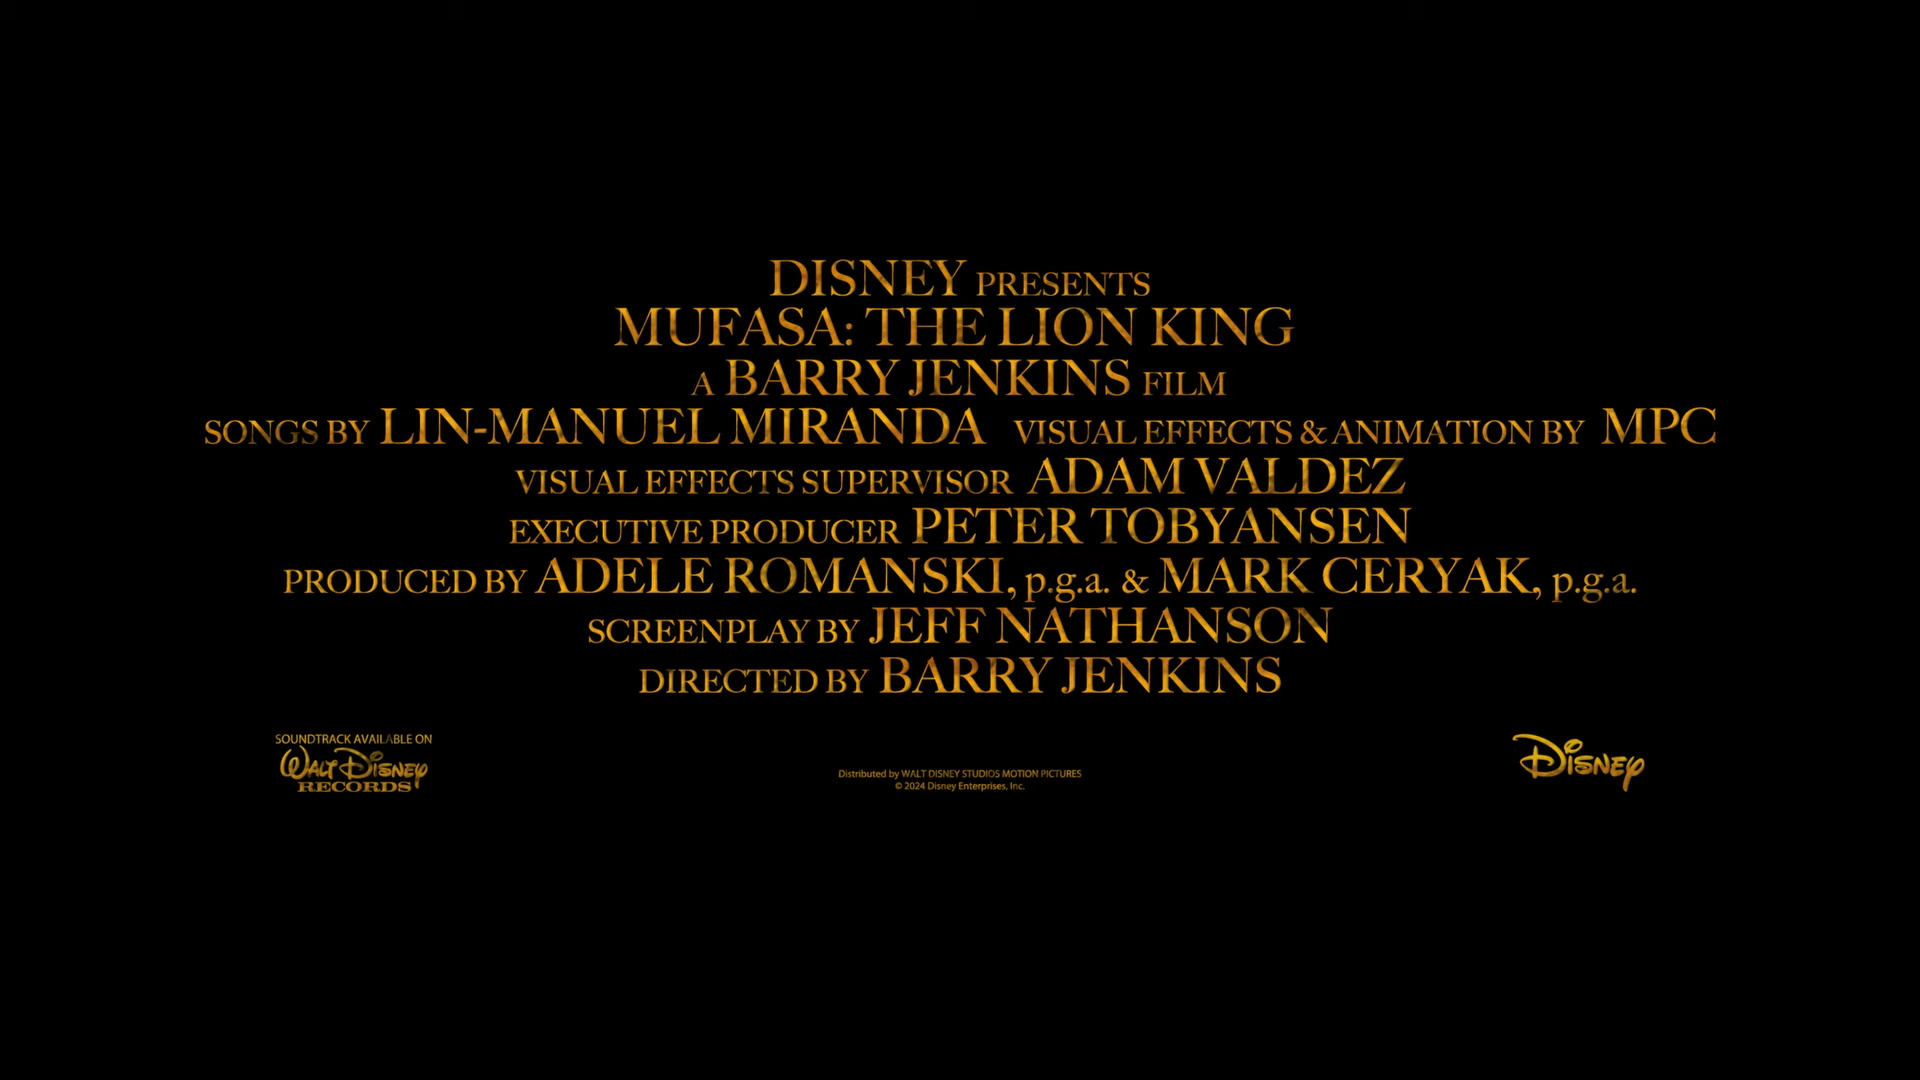 DISNEY PRESENTS
MUFASA: THE LION KING
A BARRY JENKINS FILM
SONGS BY LIN-MANUEL MIRANDA VISUAL EFFECTS & ANIMATION BY MPC
VISUAL EFFECTS SUPERVISOR ADAM VALDEZ
EXECUTIVE PRODUCER PETER TOBYANSEN
PRODUCED BY ADELE ROMANSKI, p.g.a. & MARK CERYAK, p.g.a.
SCREENPLAY BY JEFF NATHANSON
DIRECTED BY BARRY JENKINS
SOUNDTRACK AVAILABLE ON
WALT DISNEY
RECORDS
Distributed by WALT DISNEY STUDIOS MOTION PICTURES
© 2024 Disney Enterprises, Inc.
DISNEY